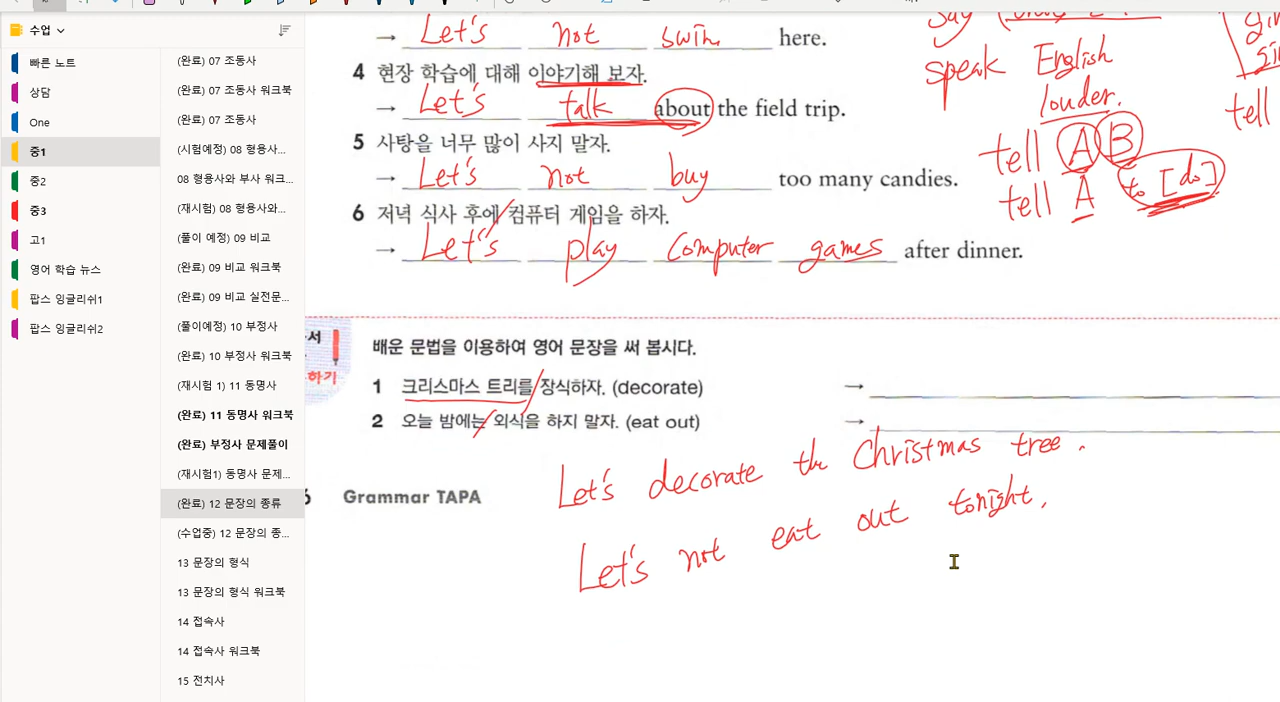 수업
빠른 노트
상담
One
중1
중2
중3
고1
영어 학습 뉴스
팝스 잉글리쉬1
팝스 잉글리쉬2
(완료) 07 조동사
(완료) 07 조동사 워크북
(완료) 07 조동사
(시험예정) 08 형용사...
08 형용사와 부사 워크...
(재시험) 08 형용사와...
(풀이 예정) 09 비교
(완료) 09 비교 워크북
(완료) 09 비교 실전문...
(풀이예정) 10 부정사
(완료) 10 부정사 워크북
(재시험 1) 11 동명사
(완료) 11 동명사 워크북
(완료) 부정사 문제풀이
(재시험1) 동명사 문제...
(완료) 12 문장의 종류
(수업중) 12 문장의 종...
13 문장의 형식
13 문장의 형식 워크북
14 접속사
14 접속사 워크북
15 전치사
→ Let's not swim here.
4 현장 학습에 대해 이야기해 보자.
→ Let's talk about the field trip.
5 사탕을 너무 많이 사지 말자.
→ Let's not buy too many candies.
6 저녁 식사 후에 컴퓨터 게임을 하자.
→ Let's play computer games after dinner.
say
speak English
louder.
tell A B
tell A to [do]
tell
서
하기
배운 문법을 이용하여 영어 문장을 써 봅시다.
1 크리스마스 트리를 장식하자. (decorate) →
2 오늘 밤에는 외식을 하지 말자. (eat out) →
Let's decorate the Christmas tree.
Let's not eat out tonight.
6 Grammar TAPA